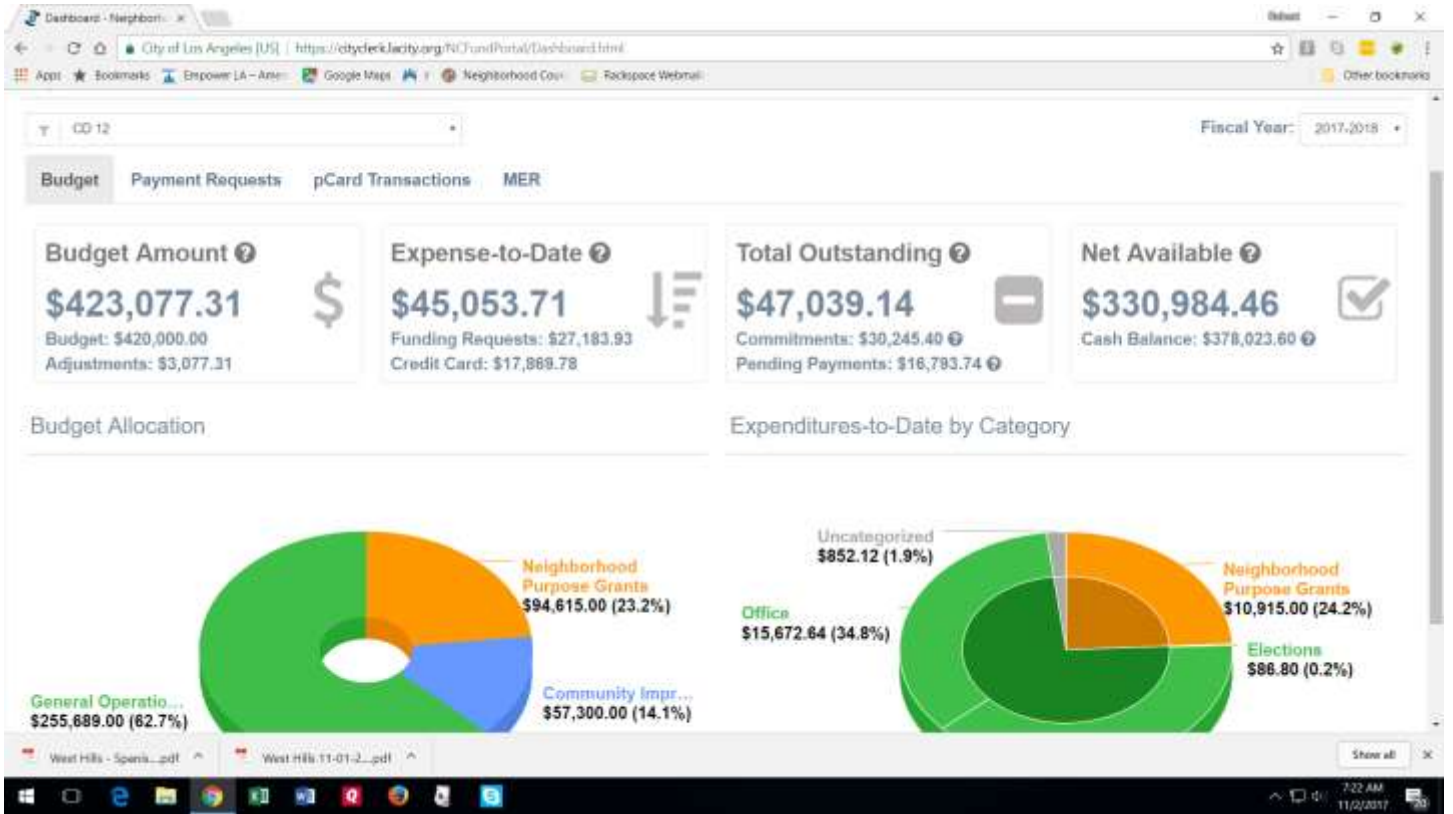 Dashboard - Neighborh
City of Los Angeles [US] | https://cityclerk.lacity.org/NCFundPortal/Dashboard.html
Apps Bookmarks Empower LA – Amer Google Maps Neighborhood Cou Rackspace Webmail Other bookmarks
CD 12 Fiscal Year: 2017-2018
Budget Payment Requests pCard Transactions MER
Budget Amount
$423,077.31
Budget: $420,000.00
Adjustments: $3,077.31
Expense-to-Date
$45,053.71
Funding Requests: $27,183.93
Credit Card: $17,869.78
Total Outstanding
$47,039.14
Commitments: $30,245.40
Pending Payments: $16,793.74
Net Available
$330,984.46
Cash Balance: $378,023.60
Budget Allocation
Neighborhood
Purpose Grants
$94,615.00 (23.2%)
Community Impr...
$57,300.00 (14.1%)
General Operatio...
$255,689.00 (62.7%)
Expenditures-to-Date by Category
Uncategorized
$852.12 (1.9%)
Neighborhood
Purpose Grants
$10,915.00 (24.2%)
Office
$15,672.64 (34.8%)
Elections
$86.80 (0.2%)
West Hills - Spanis....pdf West Hills 11-01-2....pdf Show all
7:22 AM
11/2/2017
20